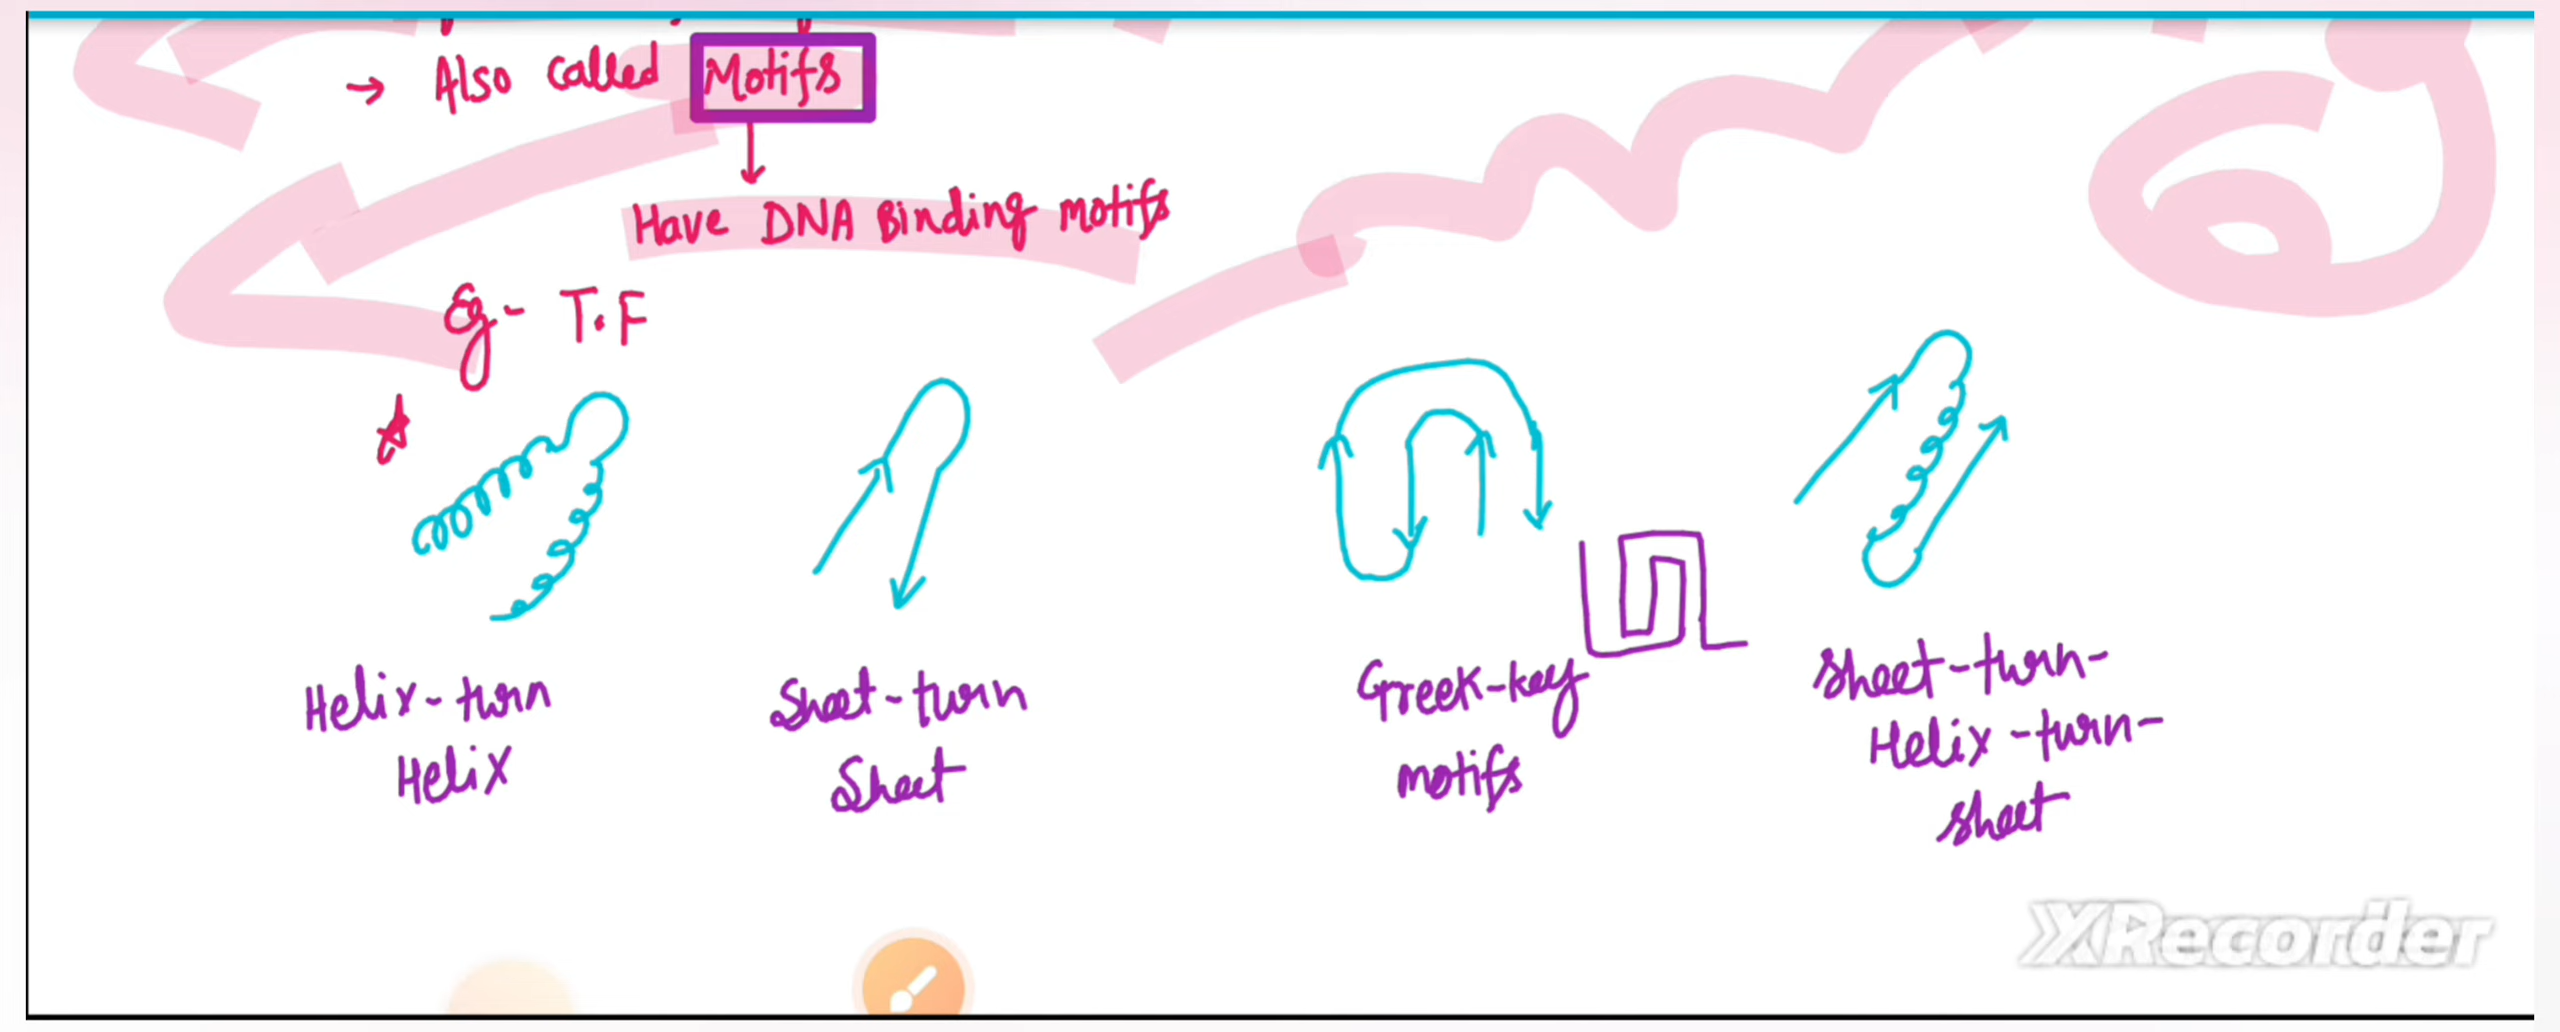 → Also called Motifs
Have DNA Binding motifs
Eg- T.F
Helix-turn
Helix
Sheet-turn
Sheet
Greek-key
motifs
Sheet-turn-
Helix-turn-
sheet
XRecorder